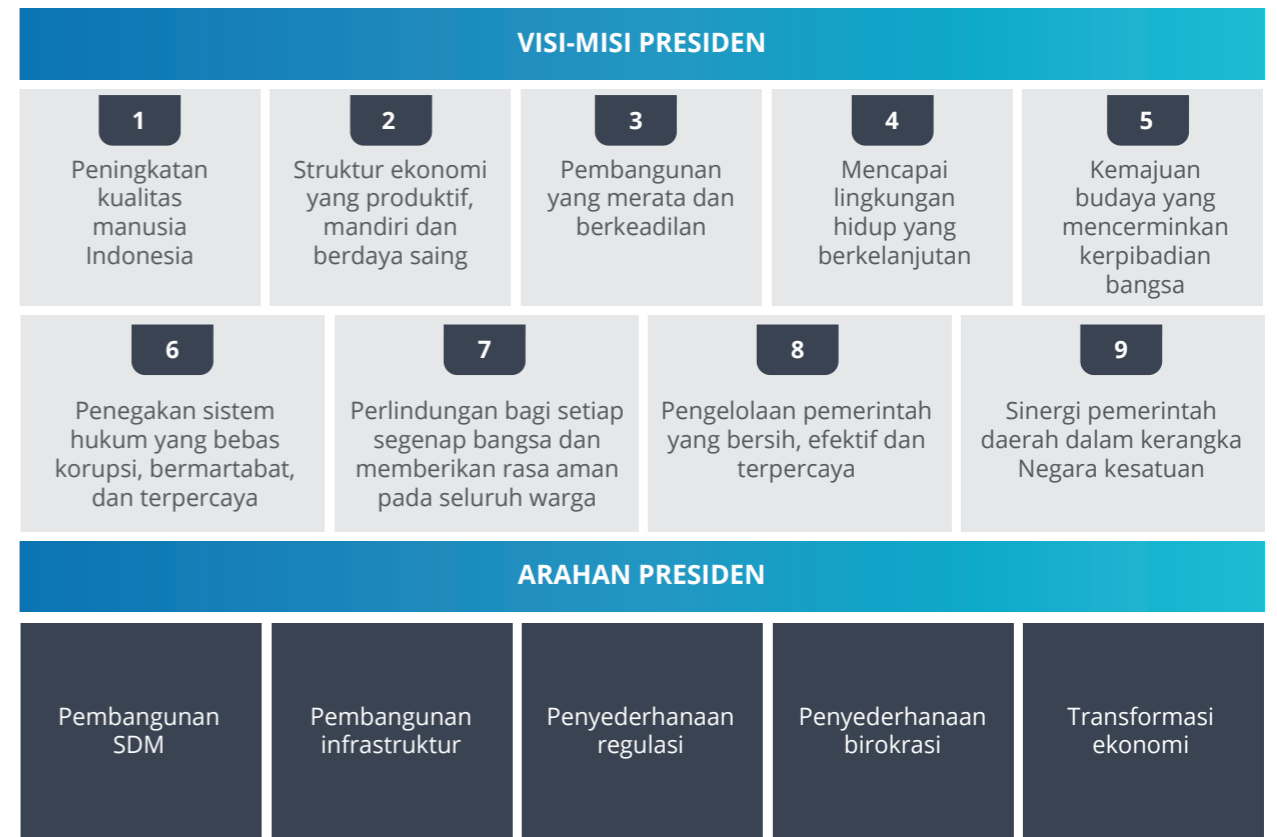 VISI-MISI PRESIDEN
1
Peningkatan
kualitas
manusia
Indonesia
2
Struktur ekonomi
yang produktif,
mandiri dan
berdaya saing
3
Pembangunan
yang merata dan
berkeadilan
4
Mencapai
lingkungan
hidup yang
berkelanjutan
5
Kemajuan
budaya yang
mencerminkan
kerpibadian
bangsa
6
Penegakan sistem
hukum yang bebas
korupsi, bermartabat,
dan terpercaya
7
Perlindungan bagi setiap
segenap bangsa dan
memberikan rasa aman
pada seluruh warga
8
Pengelolaan pemerintah
yang bersih, efektif dan
terpercaya
9
Sinergi pemerintah
daerah dalam kerangka
Negara kesatuan
ARAHAN PRESIDEN
Pembangunan
SDM
Pembangunan
infrastruktur
Penyederhanaan
regulasi
Penyederhanaan
birokrasi
Transformasi
ekonomi